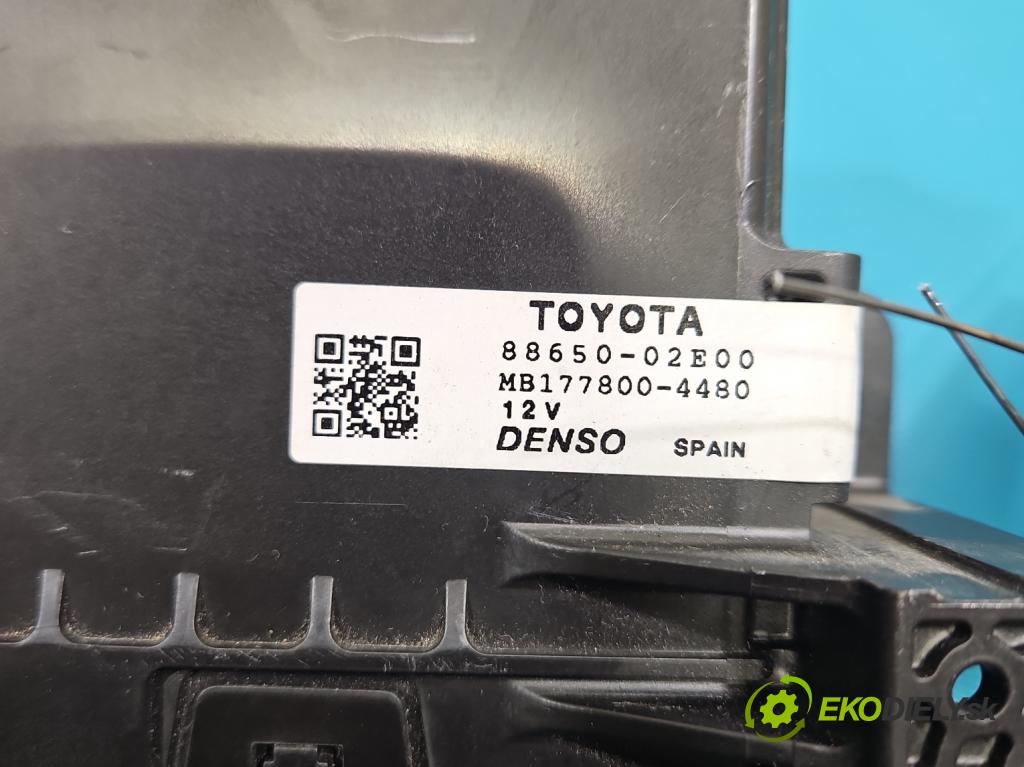 TOYOTA
88650-02E00
MB177800-4480
12V
DENSO SPAIN
EKODIELY.sk